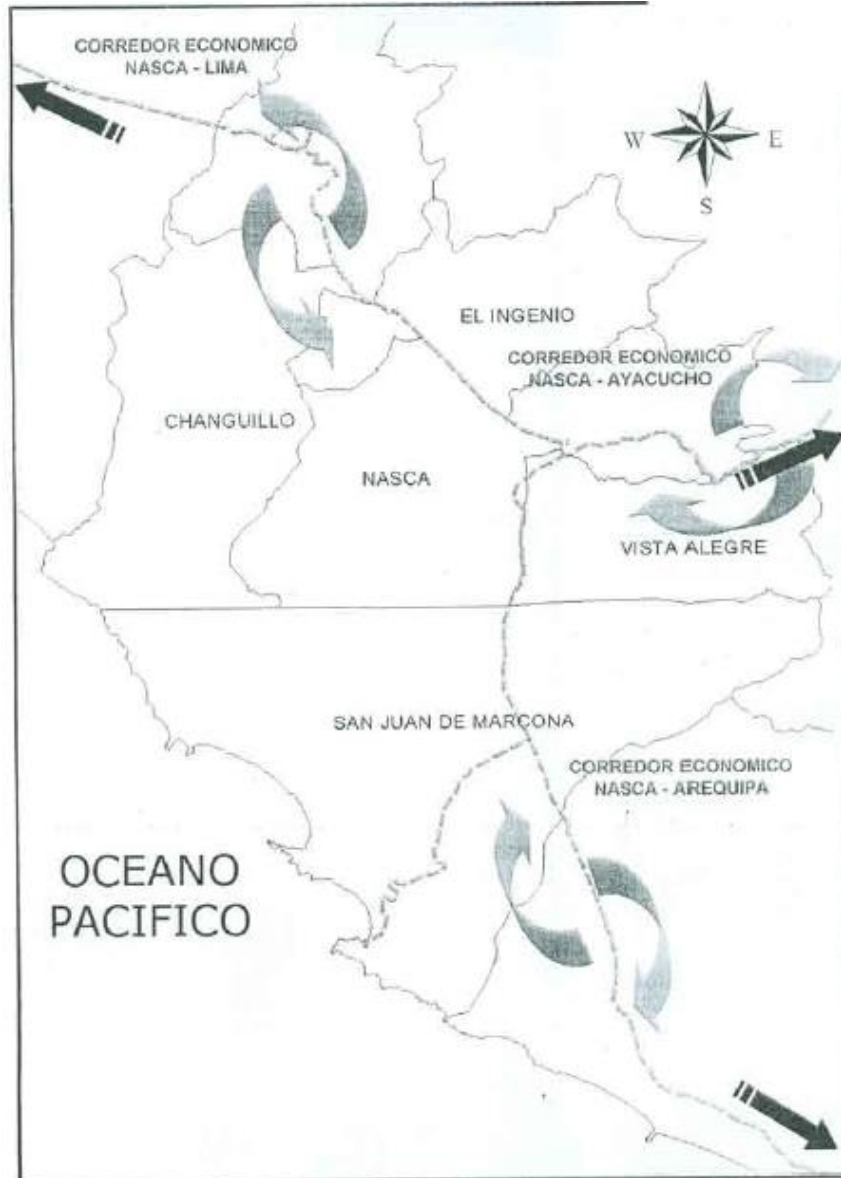 CORREDOR ECONOMICO
NASCA - LIMA
W E
S
EL INGENIO
CORREDOR ECONOMICO
NASCA - AYACUCHO
CHANGUILLO
NASCA
VISTA ALEGRE
SAN JUAN DE MARCONA
CORREDOR ECONOMICO
NASCA - AREQUIPA
OCEANO
PACIFICO